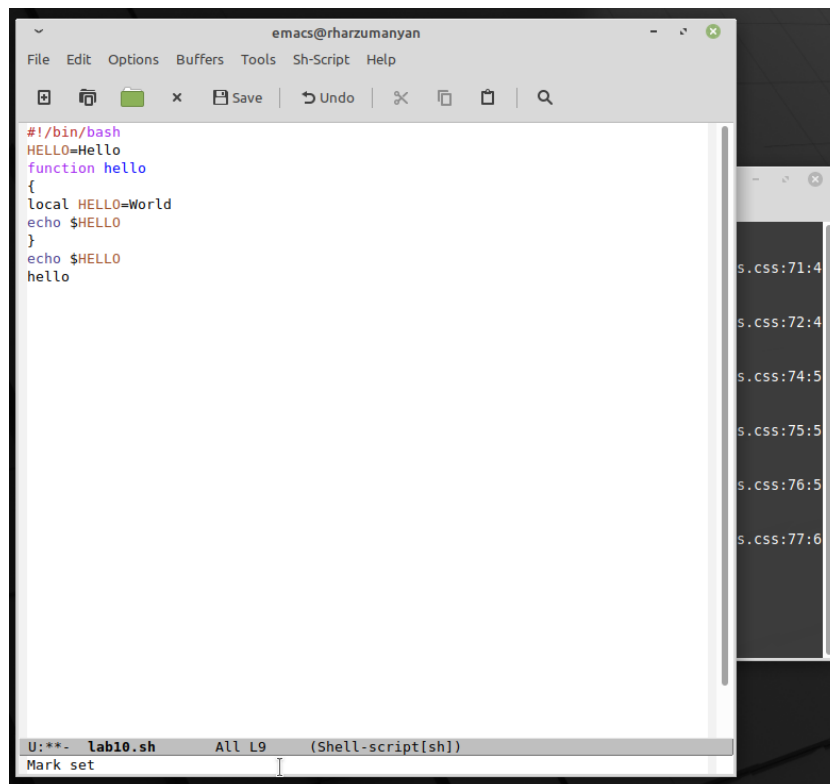 emacs@rharzumanyan
File Edit Options Buffers Tools Sh-Script Help
Save Undo
#!/bin/bash
HELLO=Hello
function hello
{
local HELLO=World
echo $HELLO
}
echo $HELLO
hello
U:**- lab10.sh All L9 (Shell-script[sh])
Mark set
s.css:71:4
s.css:72:4
s.css:74:5
s.css:75:5
s.css:76:5
s.css:77:6